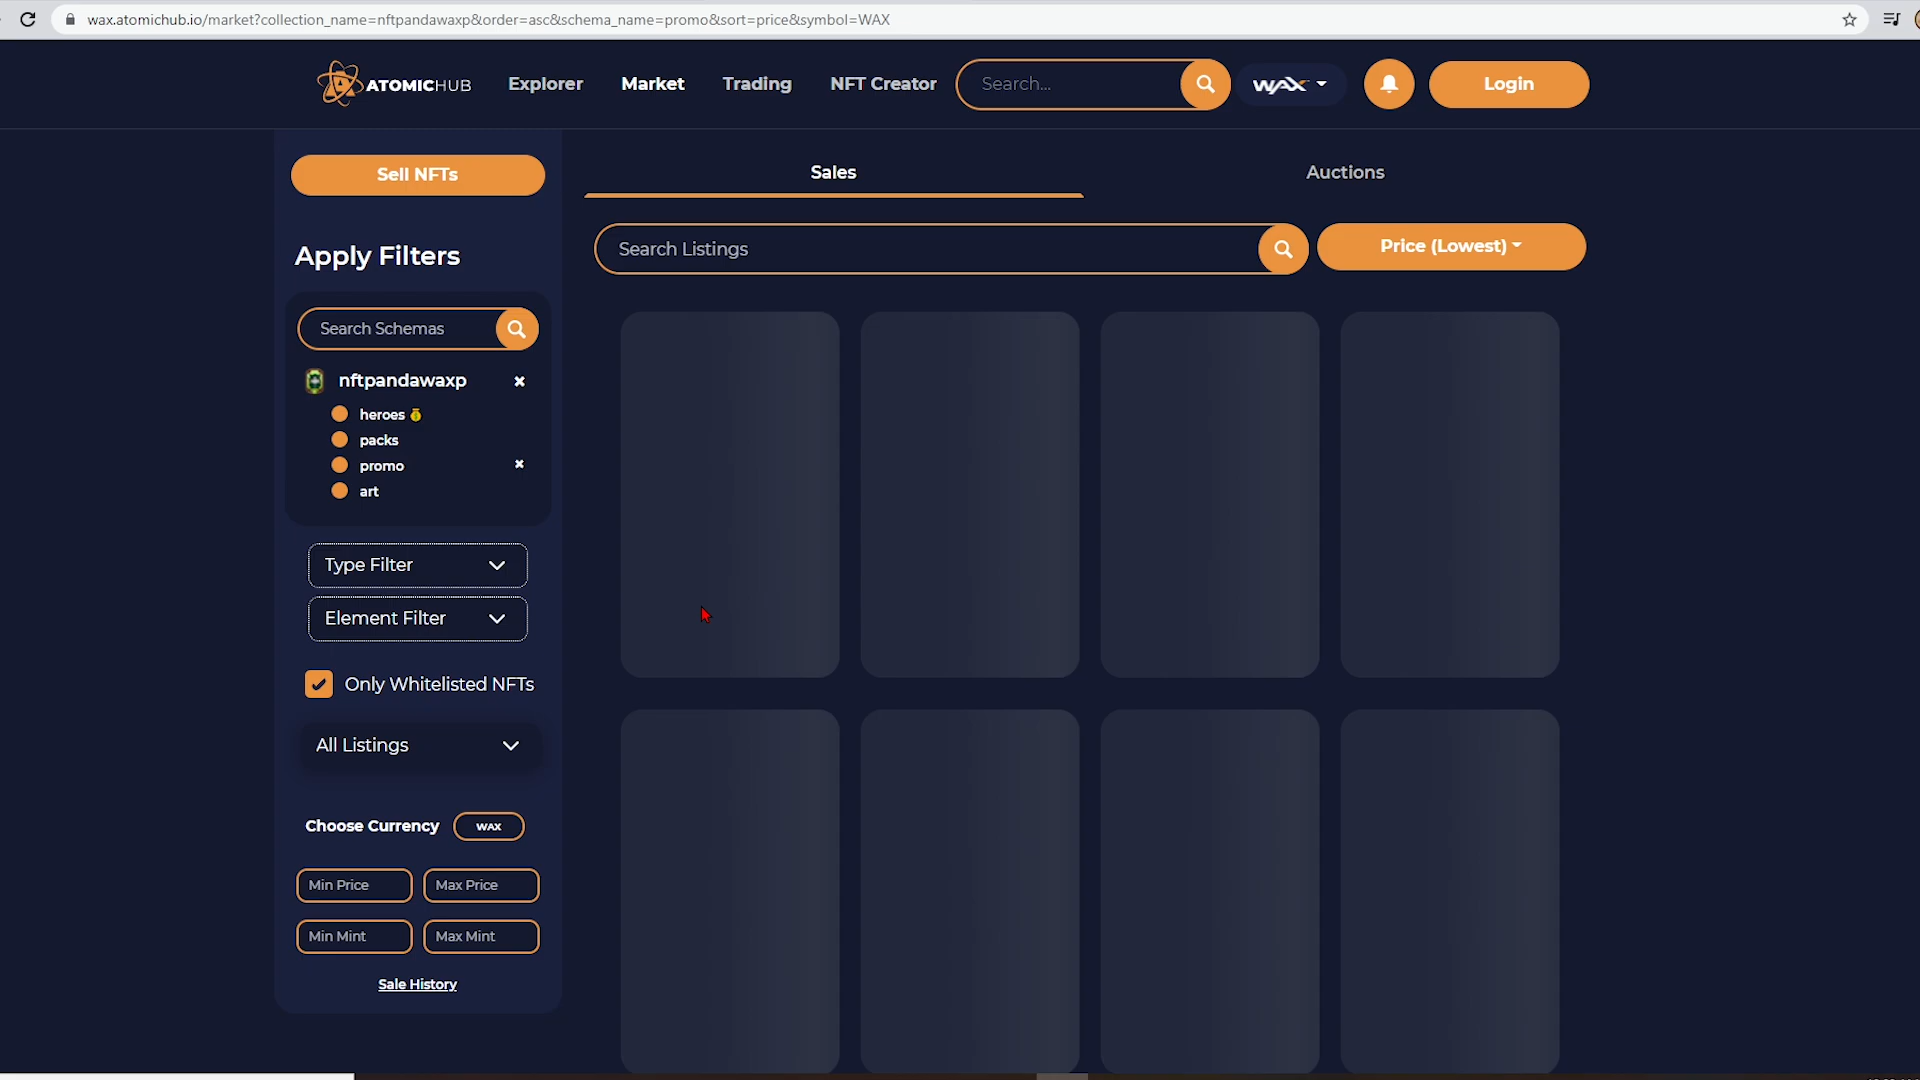 wax.atomichub.io/market?collection_name=nftpandawaxp&order=asc&schema_name=promo&sort=price&symbol=WAX
ATOMICHUB
Explorer
Market
Trading
NFT Creator
Search...
WAX
Login
Sell NFTs
Sales
Auctions
Search Listings
Price (Lowest)
Apply Filters
Search Schemas
nftpandawaxp
heroes
packs
promo
art
Type Filter
Element Filter
Only Whitelisted NFTs
All Listings
Choose Currency
WAX
Min Price
Max Price
Min Mint
Max Mint
Sale History